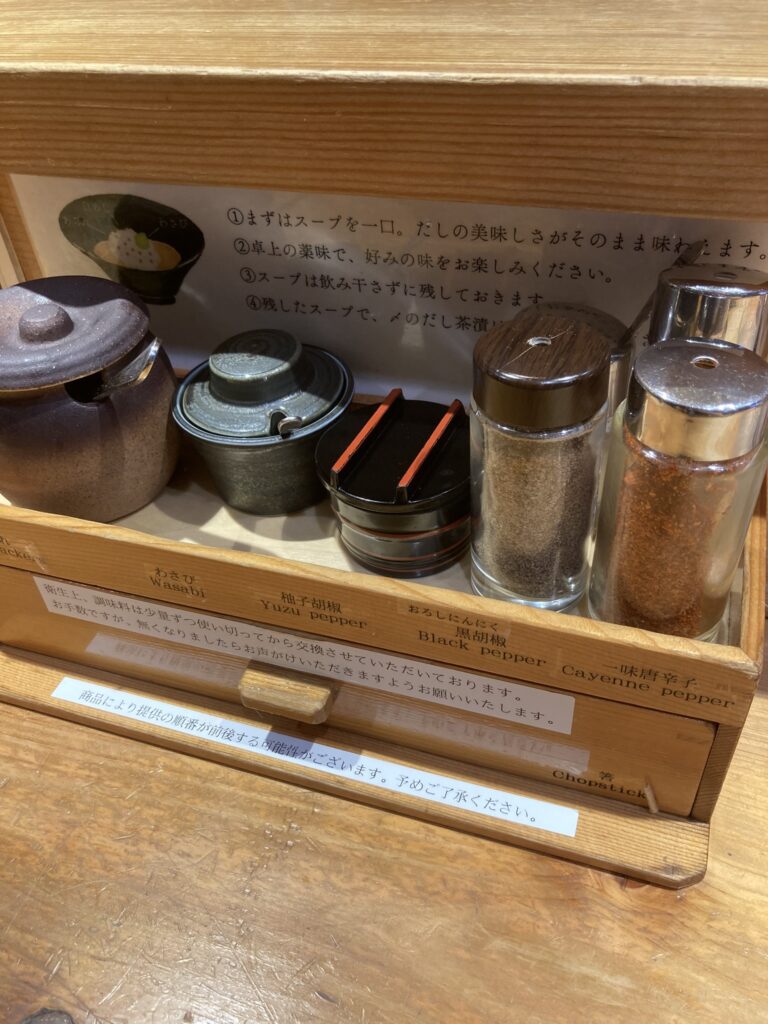 わさび
①まずはスープを一口。だしの美味しさがそのまま味わえます。
②卓上の薬味で、好みの味をお楽しみください。
③スープは飲み干さずに残しておきます
④残したスープで、〆のだし茶漬
わさび
Wasabi
柚子胡椒
Yuzu pepper
おろしにんにく
黒胡椒
Black pepper
一味唐辛子
Cayenne pepper
衛生上、調味料は少量ずつ使い切ってから交換させていただいております。
お手数ですが、無くなりましたらお声がけいただきますようお願いいたします。
商品により提供の順番が前後する可能性がございます。予めご了承ください。
箸
Chopstick